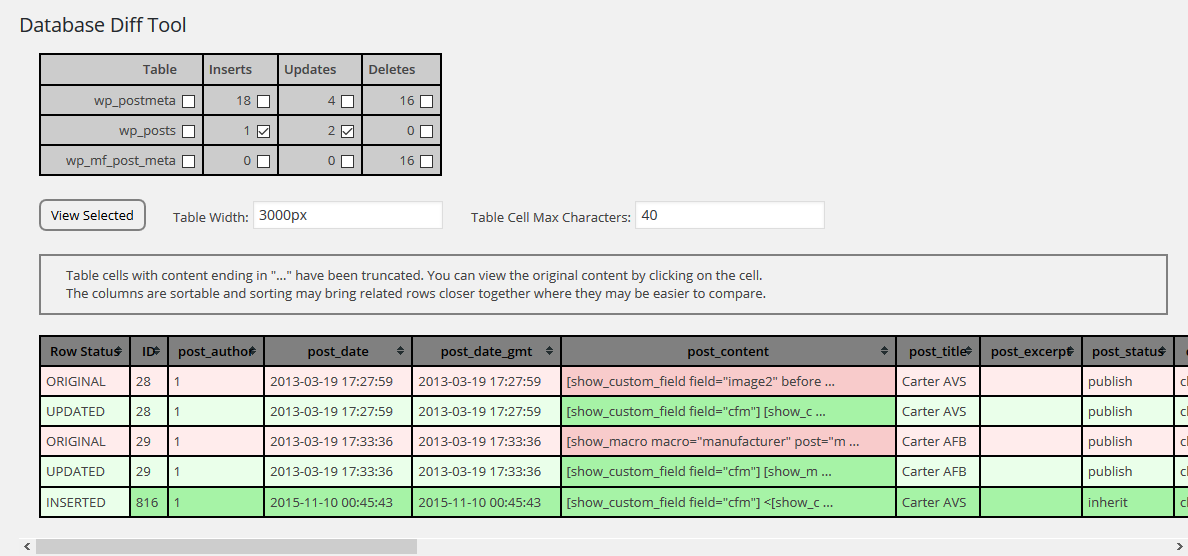 Database Diff Tool
Table Inserts Updates Deletes
wp_postmeta 18 4 16
wp_posts 1 2 0
wp_mf_post_meta 0 0 16
View Selected Table Width: 3000px Table Cell Max Characters: 40
Table cells with content ending in "..." have been truncated. You can view the original content by clicking on the cell.
The columns are sortable and sorting may bring related rows closer together where they may be easier to compare.
Row Status ID post_author post_date post_date_gmt post_content post_title post_excerpt post_status
ORIGINAL 28 1 2013-03-19 17:27:59 2013-03-19 17:27:59 [show_custom_field field="image2" before ... Carter AVS publish cl
UPDATED 28 1 2013-03-19 17:27:59 2013-03-19 17:27:59 [show_custom_field field="cfm"] [show_c ... Carter AVS publish cl
ORIGINAL 29 1 2013-03-19 17:33:36 2013-03-19 17:33:36 [show_macro macro="manufacturer" post="m ... Carter AFB publish cl
UPDATED 29 1 2013-03-19 17:33:36 2013-03-19 17:33:36 [show_custom_field field="cfm"] [show_m ... Carter AFB publish cl
INSERTED 816 1 2015-11-10 00:45:43 2015-11-10 00:45:43 [show_custom_field field="cfm"] <[show_c ... Carter AVS inherit cl